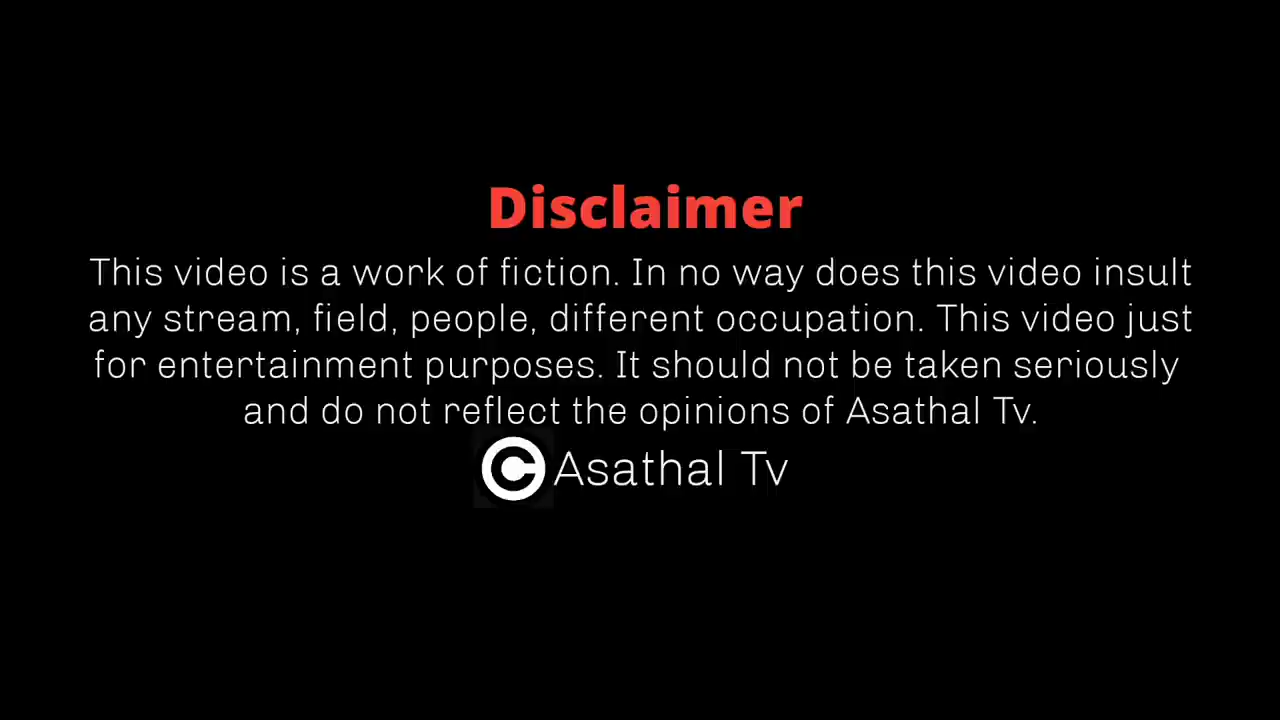 Disclaimer
This video is a work of fiction. In no way does this video insult
any stream, field, people, different occupation. This video just
for entertainment purposes. It should not be taken seriously
and do not reflect the opinions of Asathal Tv.
© Asathal Tv